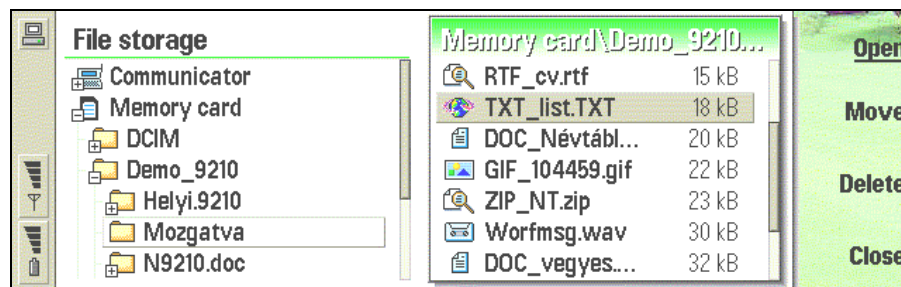 File storage
Communicator
Memory card
DCIM
Demo_9210
Helyi.9210
Mozgatva
N9210.doc
Memory card\Demo_9210...
RTF_cv.rtf 15 kB
TXT_list.TXT 18 kB
DOC_Névtábl... 20 kB
GIF_104459.gif 22 kB
ZIP_NT.zip 23 kB
Worfmsg.wav 30 kB
DOC_vegyes.... 32 kB
Open
Move
Delete
Close